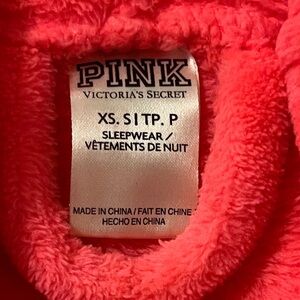 PINK
VICTORIA'S SECRET
XS. S I TP. P
SLEEPWEAR /
VÊTEMENTS DE NUIT
MADE IN CHINA / FAIT EN CHINE
HECHO EN CHINA